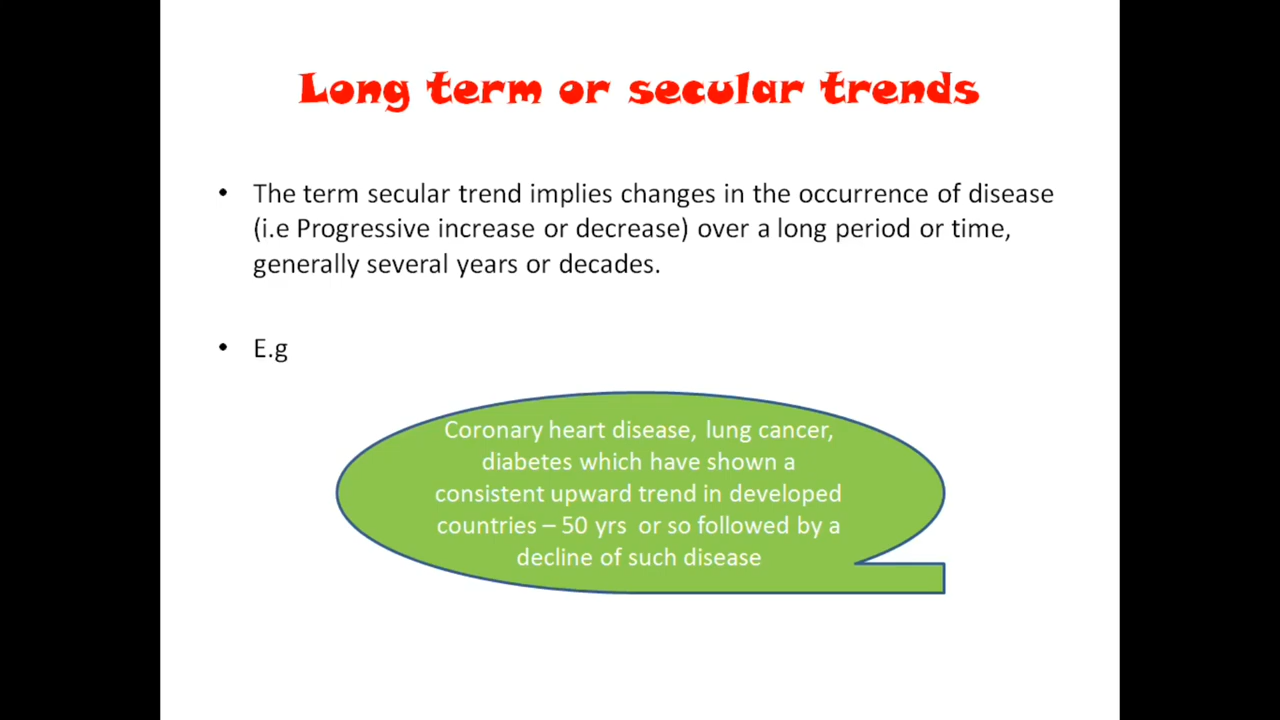 Long term or secular trends
• The term secular trend implies changes in the occurrence of disease
(i.e Progressive increase or decrease) over a long period or time,
generally several years or decades.
• E.g
Coronary heart disease, lung cancer,
diabetes which have shown a
consistent upward trend in developed
countries – 50 yrs or so followed by a
decline of such disease